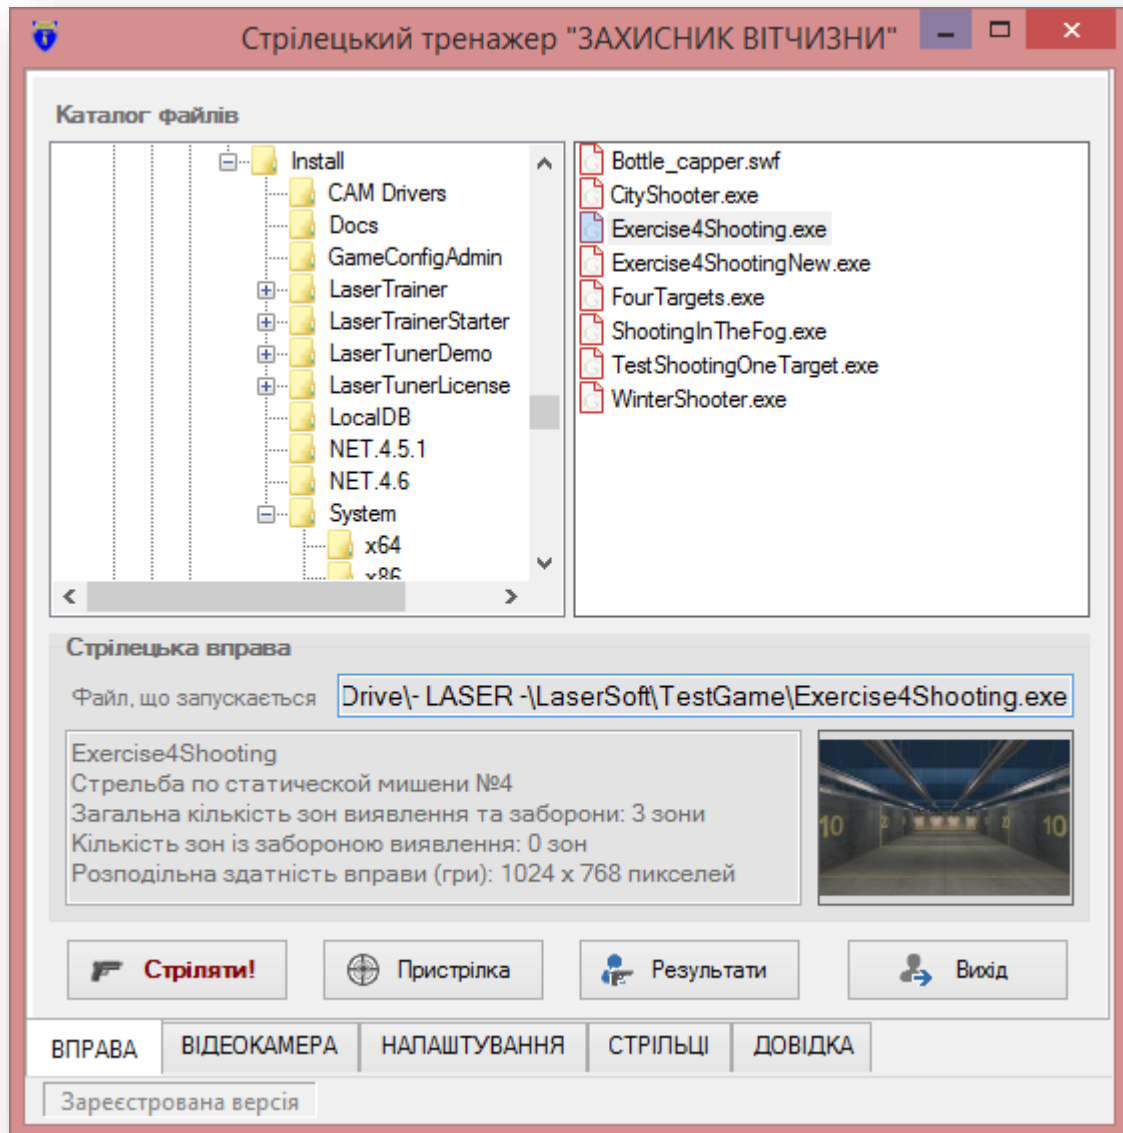 Стрілецький тренажер "ЗАХИСНИК ВІТЧИЗНИ"
Каталог файлів
Install
CAM Drivers
Docs
GameConfigAdmin
LaserTrainer
LaserTrainerStarter
LaserTunerDemo
LaserTunerLicense
LocalDB
NET.4.5.1
NET.4.6
System
x64
x86
Bottle_capper.swf
CityShooter.exe
Exercise4Shooting.exe
Exercise4ShootingNew.exe
FourTargets.exe
ShootingInTheFog.exe
TestShootingOneTarget.exe
WinterShooter.exe
Стрілецька вправа
Файл, що запускається Drive\- LASER -\LaserSoft\TestGame\Exercise4Shooting.exe
Exercise4Shooting
Стрельба по статической мишени №4
Загальна кількість зон виявлення та заборони: 3 зони
Кількість зон із забороною виявлення: 0 зон
Розподільна здатність вправи (гри): 1024 x 768 пикселей
10 20 20 10
Стріляти! Пристрілка Результати Вихід
ВПРАВА ВІДЕОКАМЕРА НАЛАШТУВАННЯ СТРІЛЬЦІ ДОВІДКА
Зареєстрована версія